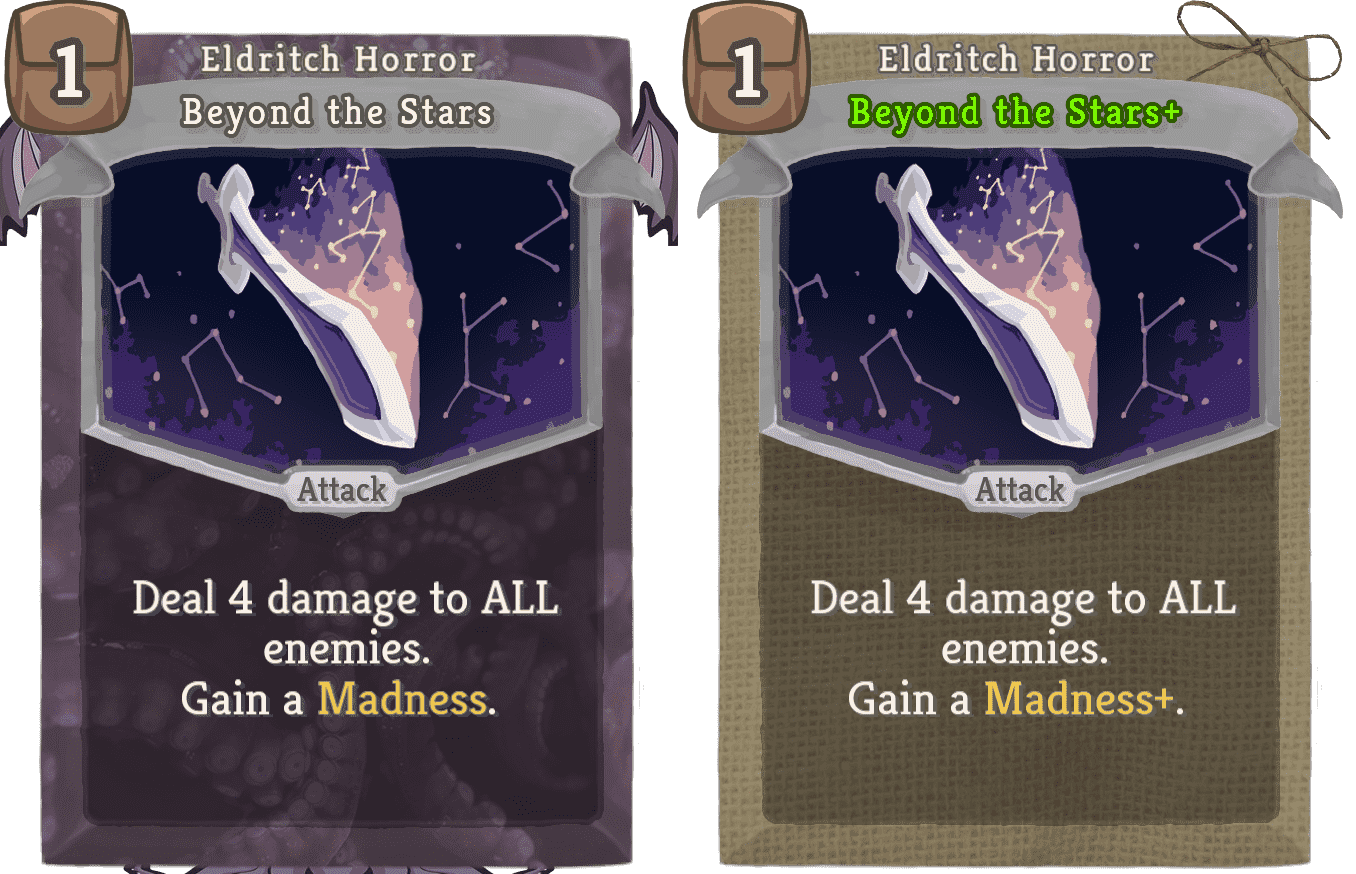 1
Eldritch Horror
Beyond the Stars
Attack
Deal 4 damage to ALL
enemies.
Gain a Madness.
1
Eldritch Horror
Beyond the Stars+
Attack
Deal 4 damage to ALL
enemies.
Gain a Madness+.